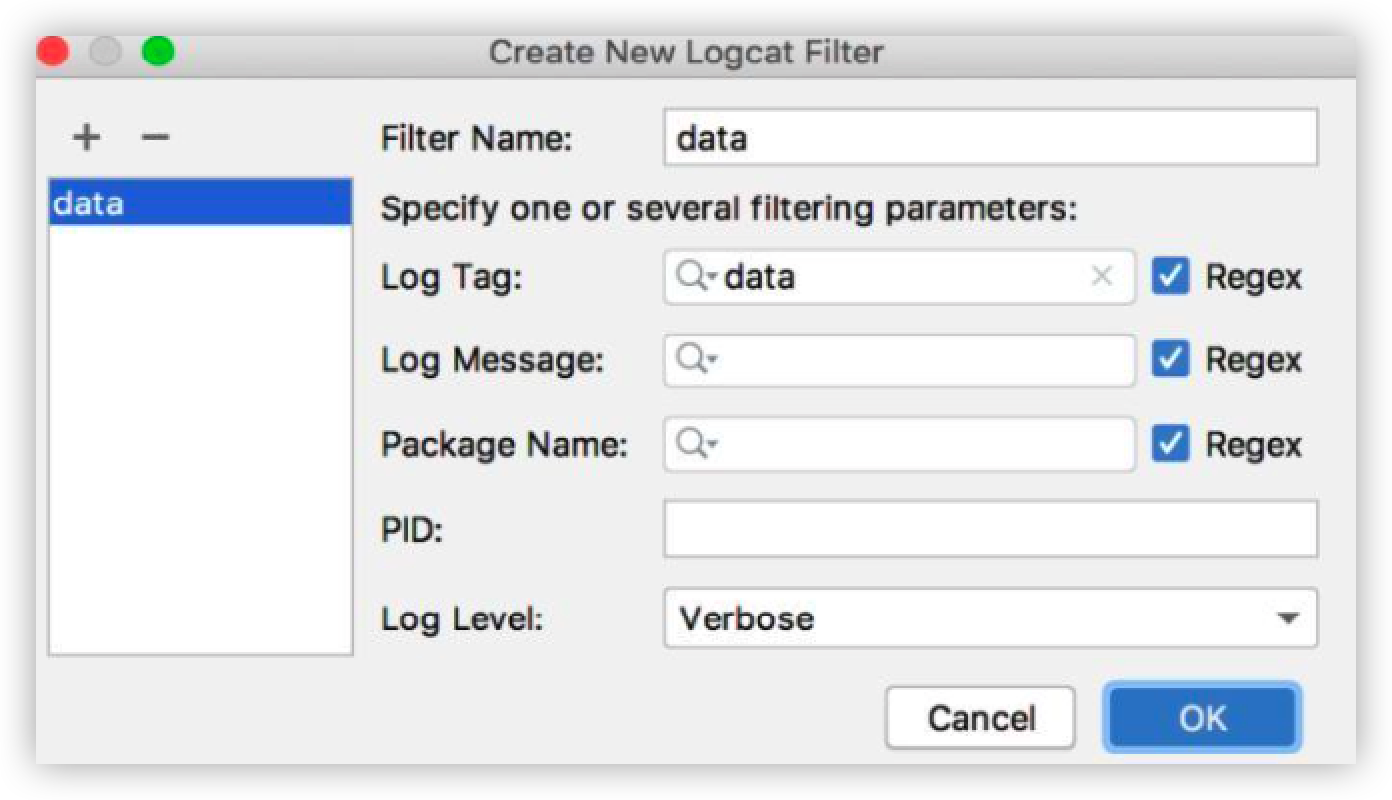 Create New Logcat Filter
+ −
data
Filter Name: data
Specify one or several filtering parameters:
Log Tag: data × Regex
Log Message: Regex
Package Name: Regex
PID:
Log Level: Verbose
Cancel OK